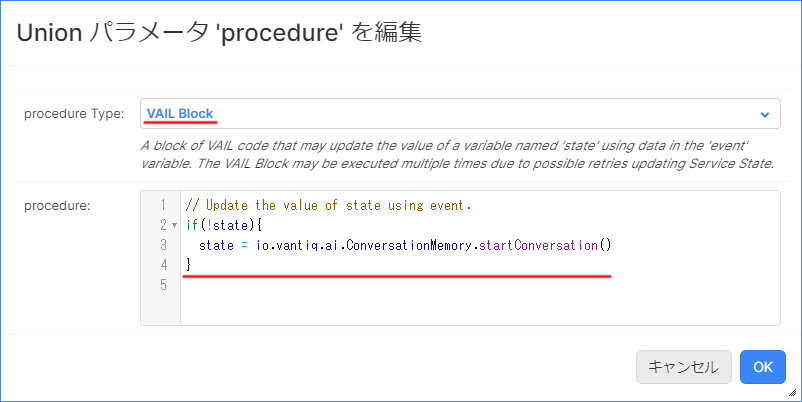 Union パラメータ 'procedure' を編集
procedure Type:
VAIL Block
A block of VAIL code that may update the value of a variable named 'state' using data in the 'event'
variable. The VAIL Block may be executed multiple times due to possible retries updating Service State.
procedure:
1 // Update the value of state using event.
2 if(!state){
3 state = io.vantiq.ai.ConversationMemory.startConversation()
4 }
5
キャンセル OK